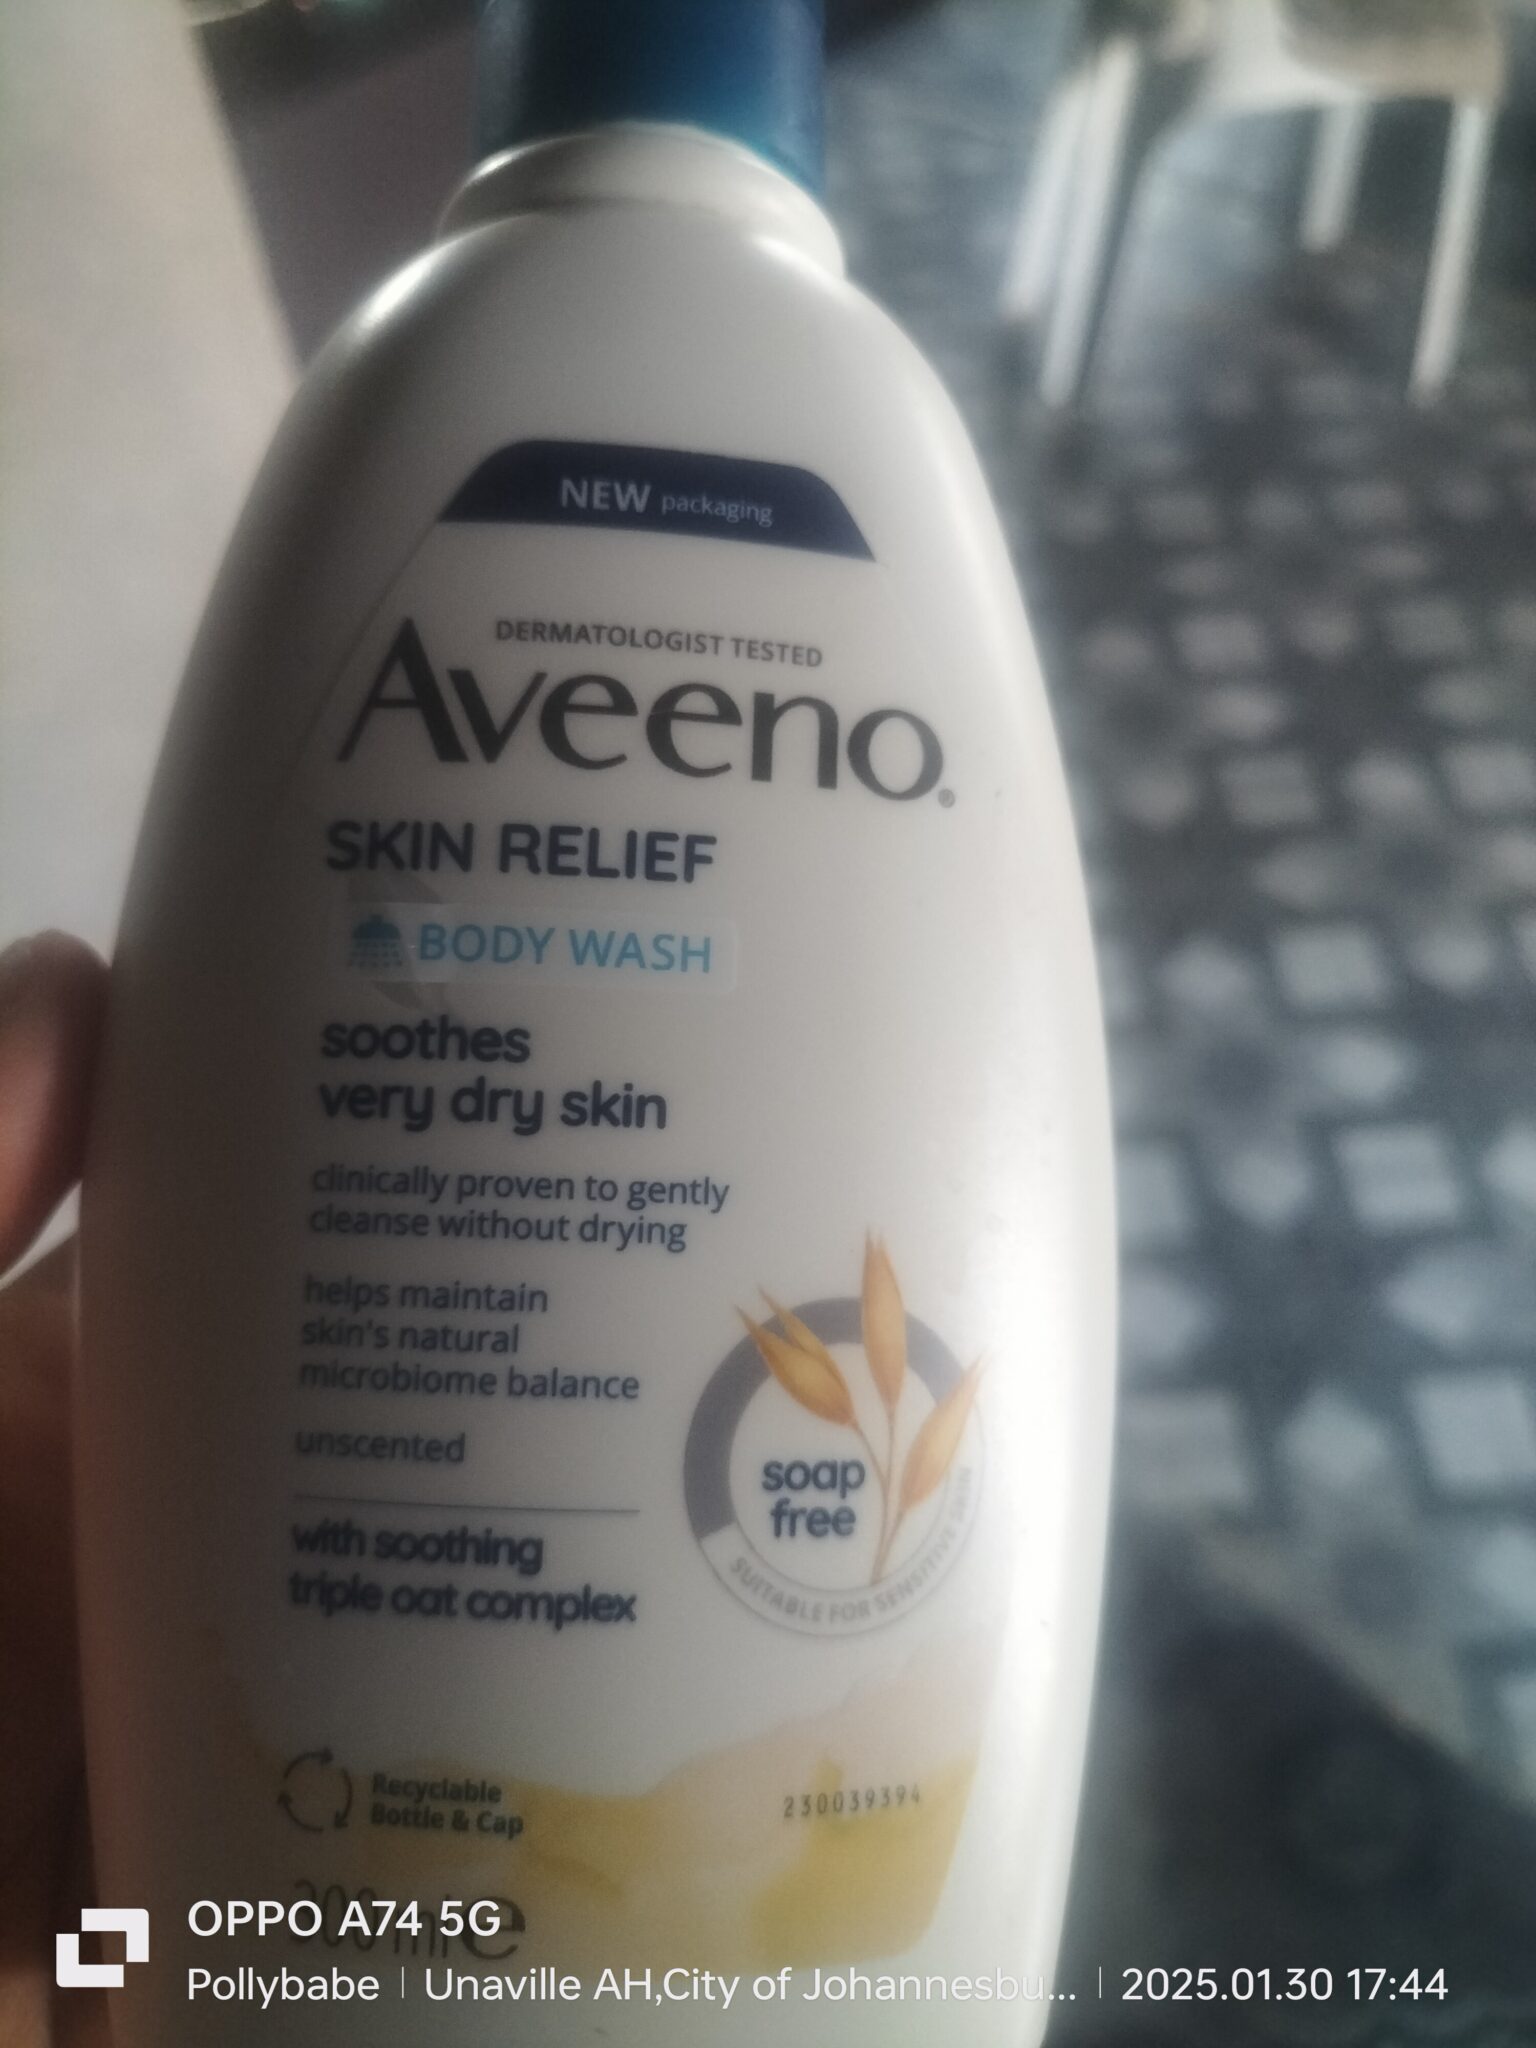 NEW packaging
DERMATOLOGIST TESTED
Aveeno®
SKIN RELIEF
BODY WASH
soothes
very dry skin
clinically proven to gently
cleanse without drying
helps maintain
skin's natural
microbiome balance
unscented
with soothing
triple oat complex
soap
free
SUITABLE FOR SENSITIVE SKIN
Recyclable
Bottle & Cap
230039394
300 ml e
OPPO A74 5G
Pollybabe | Unaville AH,City of Johannesbu... | 2025.01.30 17:44